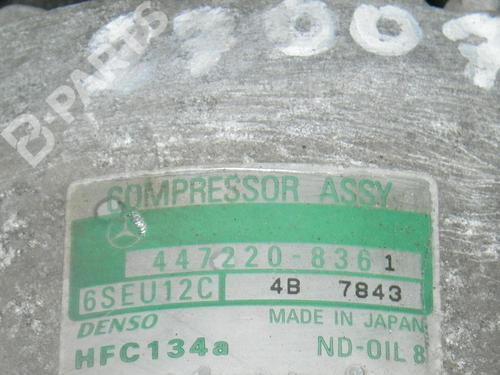 B-PARTS
COMPRESSOR ASSY
447220-8361
6SEU12C 4B 7843
DENSO MADE IN JAPAN
HFC134a ND-OIL 8